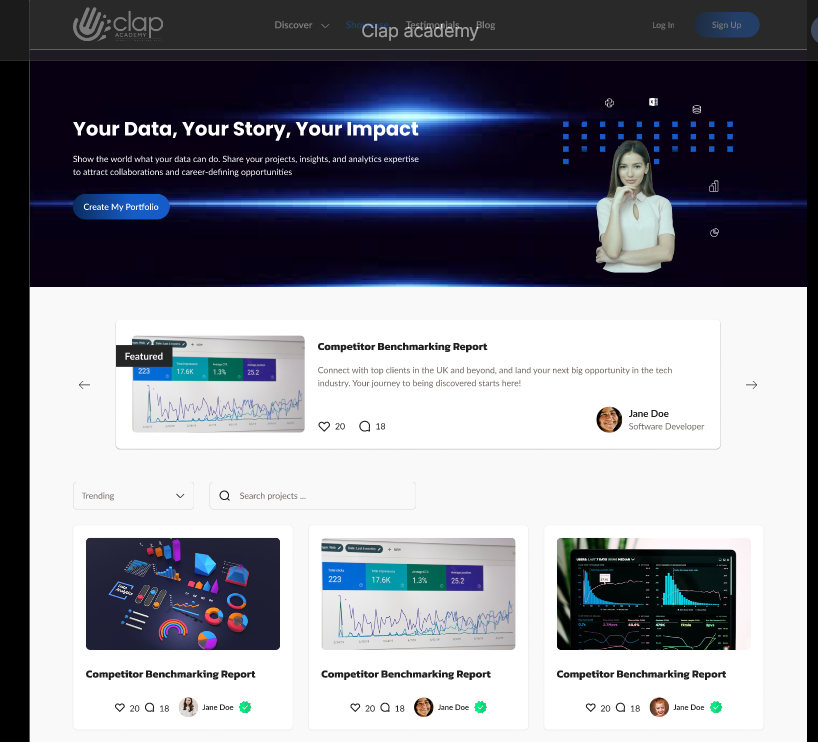 clap
ACADEMY
Discover
Showcase
Testimonials
Blog
Clap academy
Log In
Sign Up
Your Data, Your Story, Your Impact
Show the world what your data can do. Share your projects, insights, and analytics expertise
to attract collaborations and career-defining opportunities
Create My Portfolio
Featured
223
17.6K
1.3%
25.2
Competitor Benchmarking Report
Connect with top clients in the UK and beyond, and land your next big opportunity in the tech
industry. Your journey to being discovered starts here!
20
18
Jane Doe
Software Developer
Trending
Search projects ...
223
17.6K
1.3%
25.2
Competitor Benchmarking Report
20
18
Jane Doe
Competitor Benchmarking Report
20
18
Jane Doe
Competitor Benchmarking Report
20
18
Jane Doe